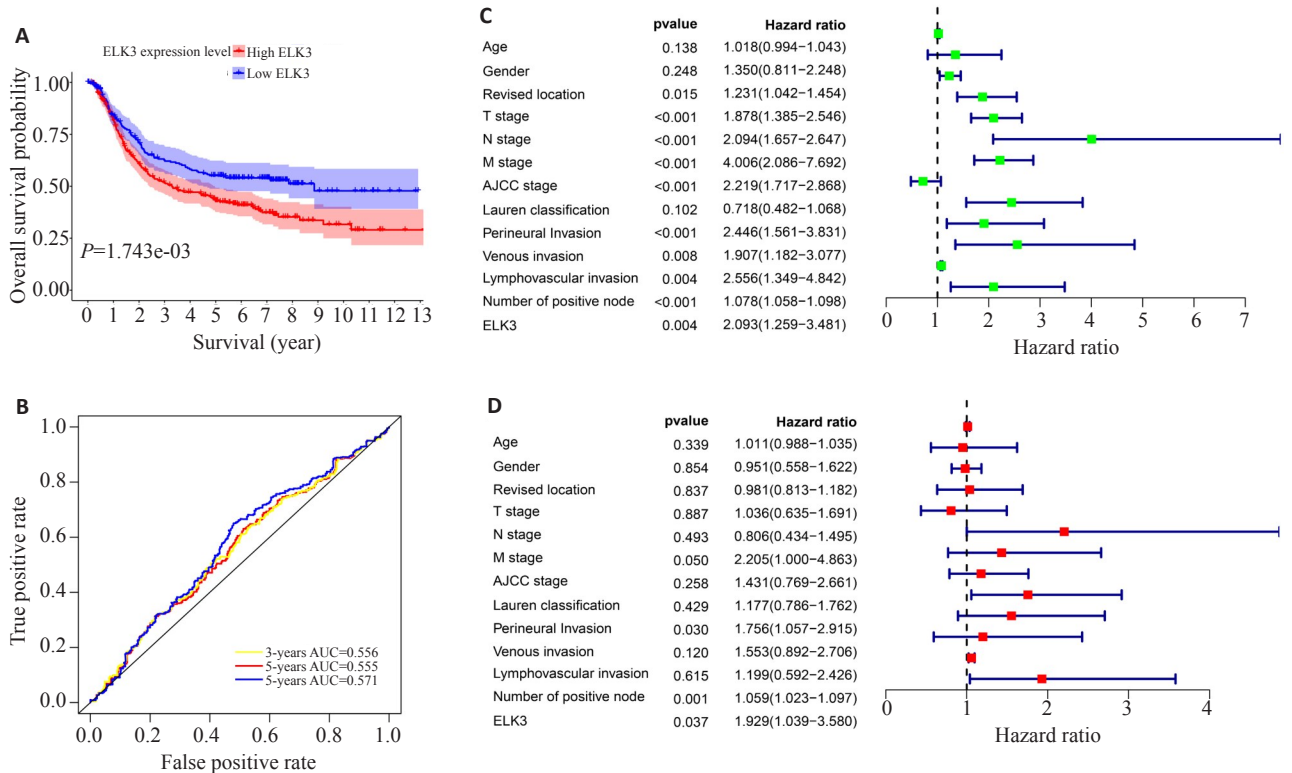 A
ELK3 expression level High ELK3
Low ELK3
Overall survival probability
1.00
0.75
0.50
0.25
0.00
P=1.743e-03
0 1 2 3 4 5 6 7 8 9 10 11 12 13
Survival (year)
B
True positive rate
1.0
0.8
0.6
0.4
0.2
0.0
3-years AUC=0.556
5-years AUC=0.555
5-years AUC=0.571
0.0 0.2 0.4 0.6 0.8 1.0
False positive rate
C
pvalue Hazard ratio
Age 0.138 1.018(0.994−1.043)
Gender 0.248 1.350(0.811−2.248)
Revised location 0.015 1.231(1.042−1.454)
T stage <0.001 1.878(1.385−2.546)
N stage <0.001 2.094(1.657−2.647)
M stage <0.001 4.006(2.086−7.692)
AJCC stage <0.001 2.219(1.717−2.868)
Lauren classification 0.102 0.718(0.482−1.068)
Perineural Invasion <0.001 2.446(1.561−3.831)
Venous invasion 0.008 1.907(1.182−3.077)
Lymphovascular invasion 0.004 2.556(1.349−4.842)
Number of positive node <0.001 1.078(1.058−1.098)
ELK3 0.004 2.093(1.259−3.481)
0 1 2 3 4 5 6 7
Hazard ratio
D
pvalue Hazard ratio
Age 0.339 1.011(0.988−1.035)
Gender 0.854 0.951(0.558−1.622)
Revised location 0.837 0.981(0.813−1.182)
T stage 0.887 1.036(0.635−1.691)
N stage 0.493 0.806(0.434−1.495)
M stage 0.050 2.205(1.000−4.863)
AJCC stage 0.258 1.431(0.769−2.661)
Lauren classification 0.429 1.177(0.786−1.762)
Perineural Invasion 0.030 1.756(1.057−2.915)
Venous invasion 0.120 1.553(0.892−2.706)
Lymphovascular invasion 0.615 1.199(0.592−2.426)
Number of positive node 0.001 1.059(1.023−1.097)
ELK3 0.037 1.929(1.039−3.580)
0 1 2 3 4
Hazard ratio